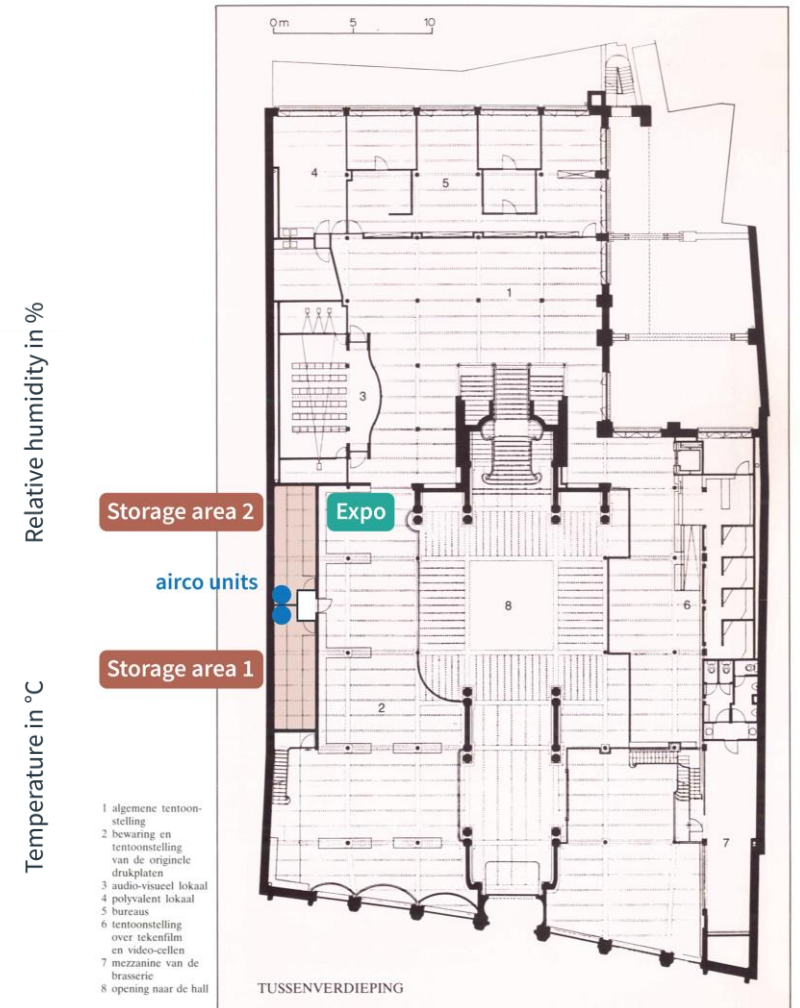 0 m 5 10
Relative humidity in %
Temperature in °C
4
5
1
3
Storage area 2
Expo
airco units
8
6
Storage area 1
2
7
1 algemene tentoon-
stelling
2 bewaring en
tentoonstelling
van de originele
drukplaten
3 audio-visueel lokaal
4 polyvalent lokaal
5 bureaus
6 tentoonstelling
over tekenfilm
en video-cellen
7 mezzanine van de
brasserie
8 opening naar de hall
TUSSENVERDIEPING